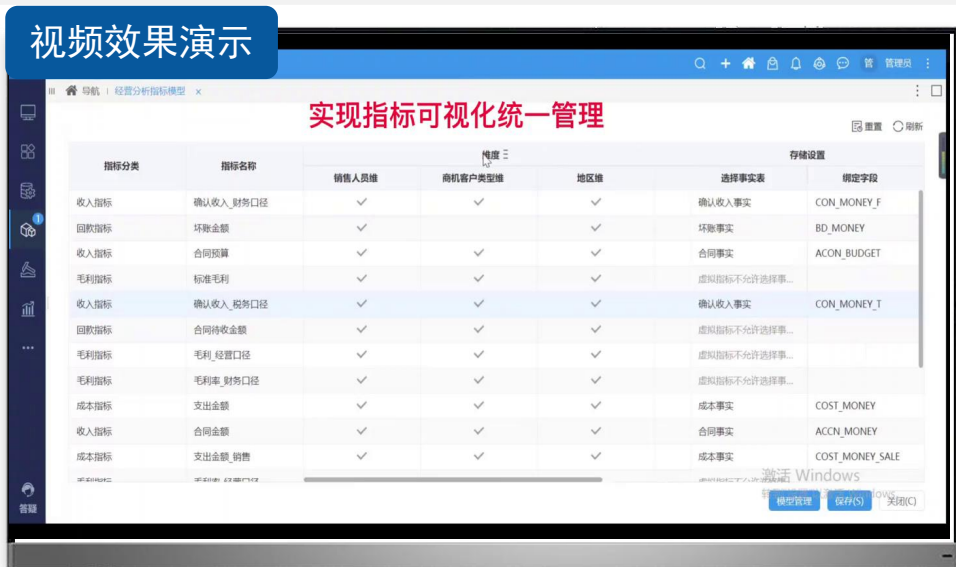 视频效果演示
管 管理员
导航 经营分析指标模型 ×
实现指标可视化统一管理
重置 刷新
指标分类 指标名称 维度 存储设置
销售人员维 商机客户类型维 地区维 选择事实表 绑定字段
收入指标 确认收入_财务口径 确认收入事实 CON_MONEY_F
回款指标 坏账金额 坏账事实 BD_MONEY
收入指标 合同预算 合同事实 ACON_BUDGET
毛利指标 标准毛利 虚拟指标不允许选择事...
收入指标 确认收入_税务口径 确认收入事实 CON_MONEY_T
1
回款指标 合同待收金额 虚拟指标不允许选择事...
毛利指标 毛利_经营口径 虚拟指标不允许选择事...
毛利指标 毛利率_财务口径 虚拟指标不允许选择事...
成本指标 支出金额 成本事实 COST_MONEY
收入指标 合同金额 合同事实 ACCN_MONEY
成本指标 支出金额_销售 成本事实 COST_MONEY_SALE
激活 Windows
答疑
模型管理 保存(S) 关闭(C)